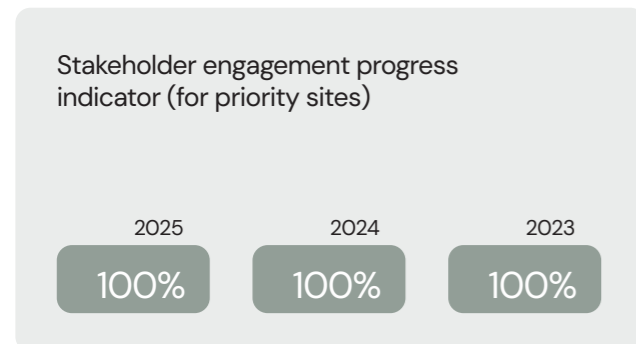 Stakeholder engagement progress
indicator (for priority sites)
2025 2024 2023
100% 100% 100%